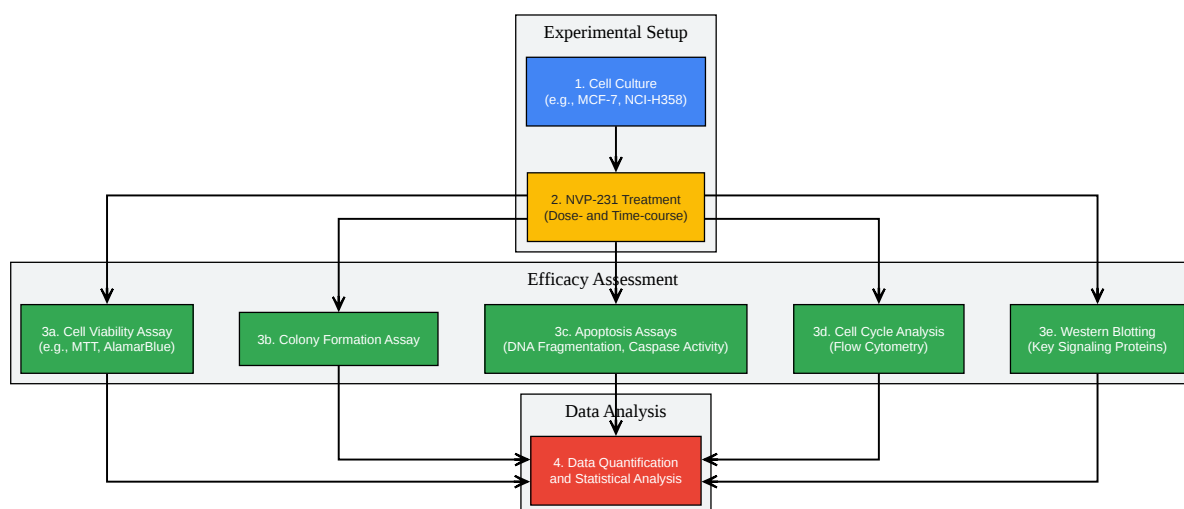 Experimental Setup
1. Cell Culture
(e.g., MCF-7, NCI-H358)
2. NVP-231 Treatment
(Dose- and Time-course)
Efficacy Assessment
3a. Cell Viability Assay
(e.g., MTT, AlamarBlue)
3b. Colony Formation Assay
3c. Apoptosis Assays
(DNA Fragmentation, Caspase Activity)
3d. Cell Cycle Analysis
(Flow Cytometry)
3e. Western Blotting
(Key Signaling Proteins)
Data Analysis
4. Data Quantification
and Statistical Analysis